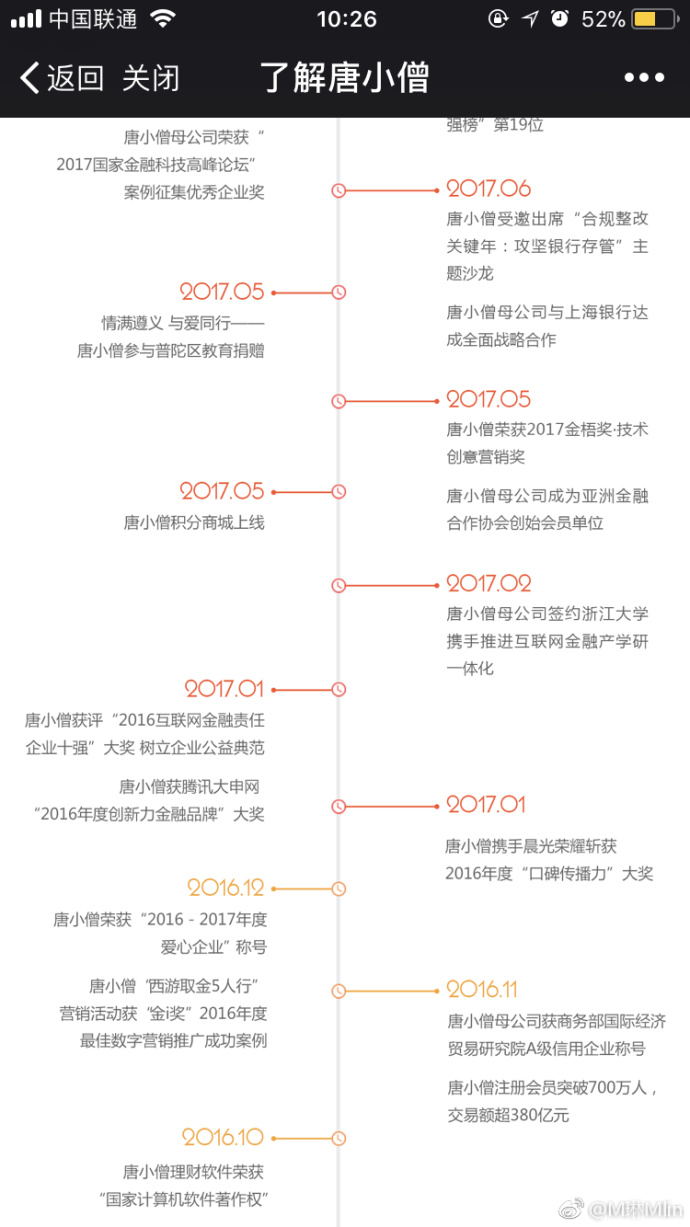 中国联通
10:26
52%
返回 关闭
了解唐小僧
强榜”第19位
唐小僧母公司荣获“
2017国家金融科技高峰论坛”
案例征集优秀企业奖
2017.06
唐小僧受邀出席“合规整改
关键年：攻坚银行存管”主
题沙龙
唐小僧母公司与上海银行达
成全面战略合作
2017.05
情满遵义 与爱同行——
唐小僧参与普陀区教育捐赠
2017.05
唐小僧荣获2017金梧奖·技术
创意营销奖
唐小僧母公司成为亚洲金融
合作协会创始会员单位
2017.05
唐小僧积分商城上线
2017.02
唐小僧母公司签约浙江大学
携手推进互联网金融产学研
一体化
2017.01
唐小僧获评“2016互联网金融责任
企业十强”大奖 树立企业公益典范
唐小僧获腾讯大申网
“2016年度创新力金融品牌”大奖
2017.01
唐小僧携手晨光荣耀斩获
2016年度“口碑传播力”大奖
2016.12
唐小僧荣获“2016－2017年度
爱心企业”称号
唐小僧“西游取金5人行”
营销活动获“金i奖”2016年度
最佳数字营销推广成功案例
2016.11
唐小僧母公司获商务部国际经济
贸易研究院A级信用企业称号
唐小僧注册会员突破700万人，
交易额超380亿元
2016.10
唐小僧理财软件荣获
“国家计算机软件著作权”